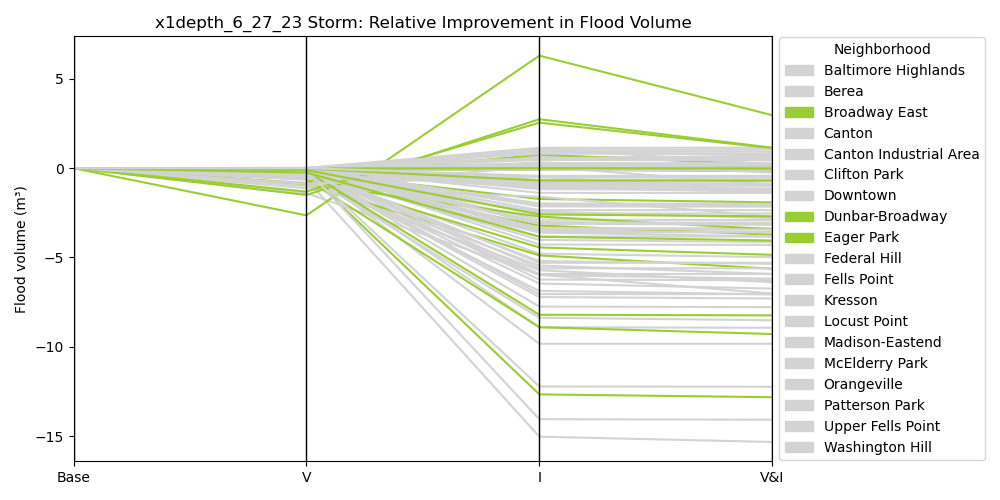 x1depth_6_27_23 Storm: Relative Improvement in Flood Volume
Flood volume (m³)
5
0
−5
−10
−15
Base
V
I
V&I
Neighborhood
Baltimore Highlands
Berea
Broadway East
Canton
Canton Industrial Area
Clifton Park
Downtown
Dunbar-Broadway
Eager Park
Federal Hill
Fells Point
Kresson
Locust Point
Madison-Eastend
McElderry Park
Orangeville
Patterson Park
Upper Fells Point
Washington Hill